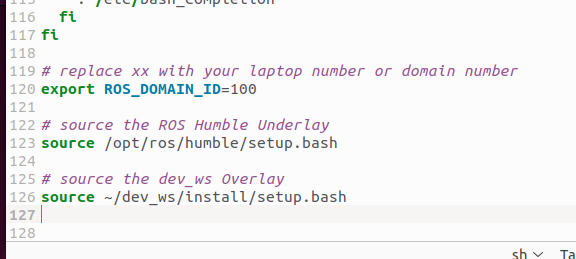 . /etc/bash_completion
116 fi
117 fi
118
119 # replace xx with your laptop number or domain number
120 export ROS_DOMAIN_ID=100
121
122 # source the ROS Humble Underlay
123 source /opt/ros/humble/setup.bash
124
125 # source the dev_ws Overlay
126 source ~/dev_ws/install/setup.bash
127
128
sh